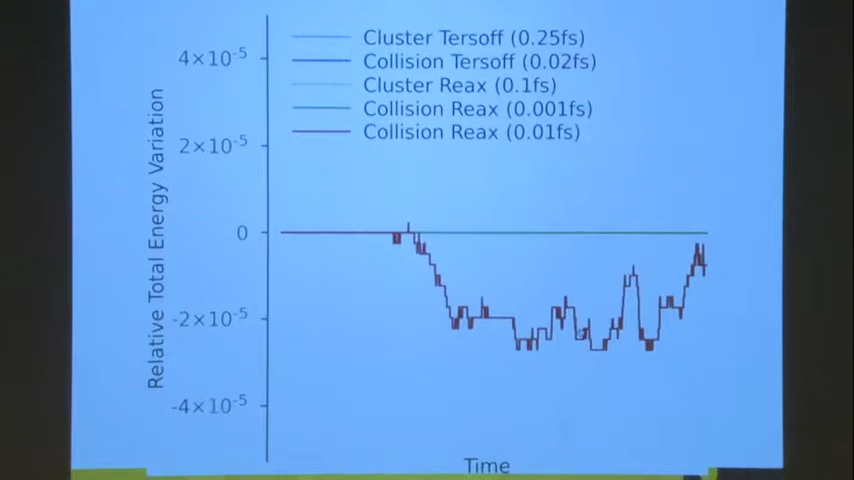 Cluster Tersoff (0.25fs)
Collision Tersoff (0.02fs)
Cluster Reax (0.1fs)
Collision Reax (0.001fs)
Collision Reax (0.01fs)
Relative Total Energy Variation
4×10⁻⁵
2×10⁻⁵
0
-2×10⁻⁵
-4×10⁻⁵
Time